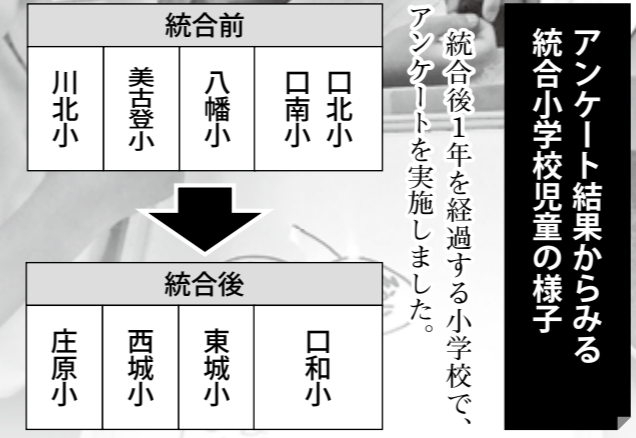 アンケート結果からみる
統合小学校児童の様子
統合後1年を経過する小学校で、
アンケートを実施しました。
統合前
口北小
口南小
八幡小
美古登小
川北小
統合後
口和小
東城小
西城小
庄原小